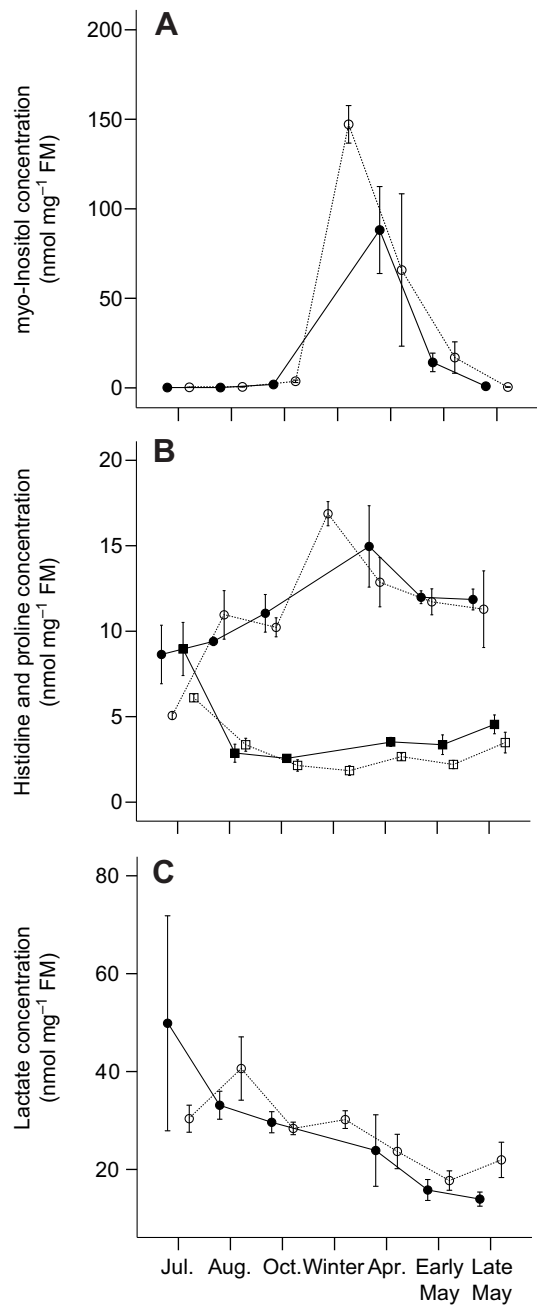 A
200
150
100
50
0
myo-Inositol concentration
(nmol mg⁻¹ FM)
B
20
15
10
5
0
Histidine and proline concentration
(nmol mg⁻¹ FM)
C
80
60
40
20
Lactate concentration
(nmol mg⁻¹ FM)
Jul. Aug. Oct. Winter Apr. Early Late
May May